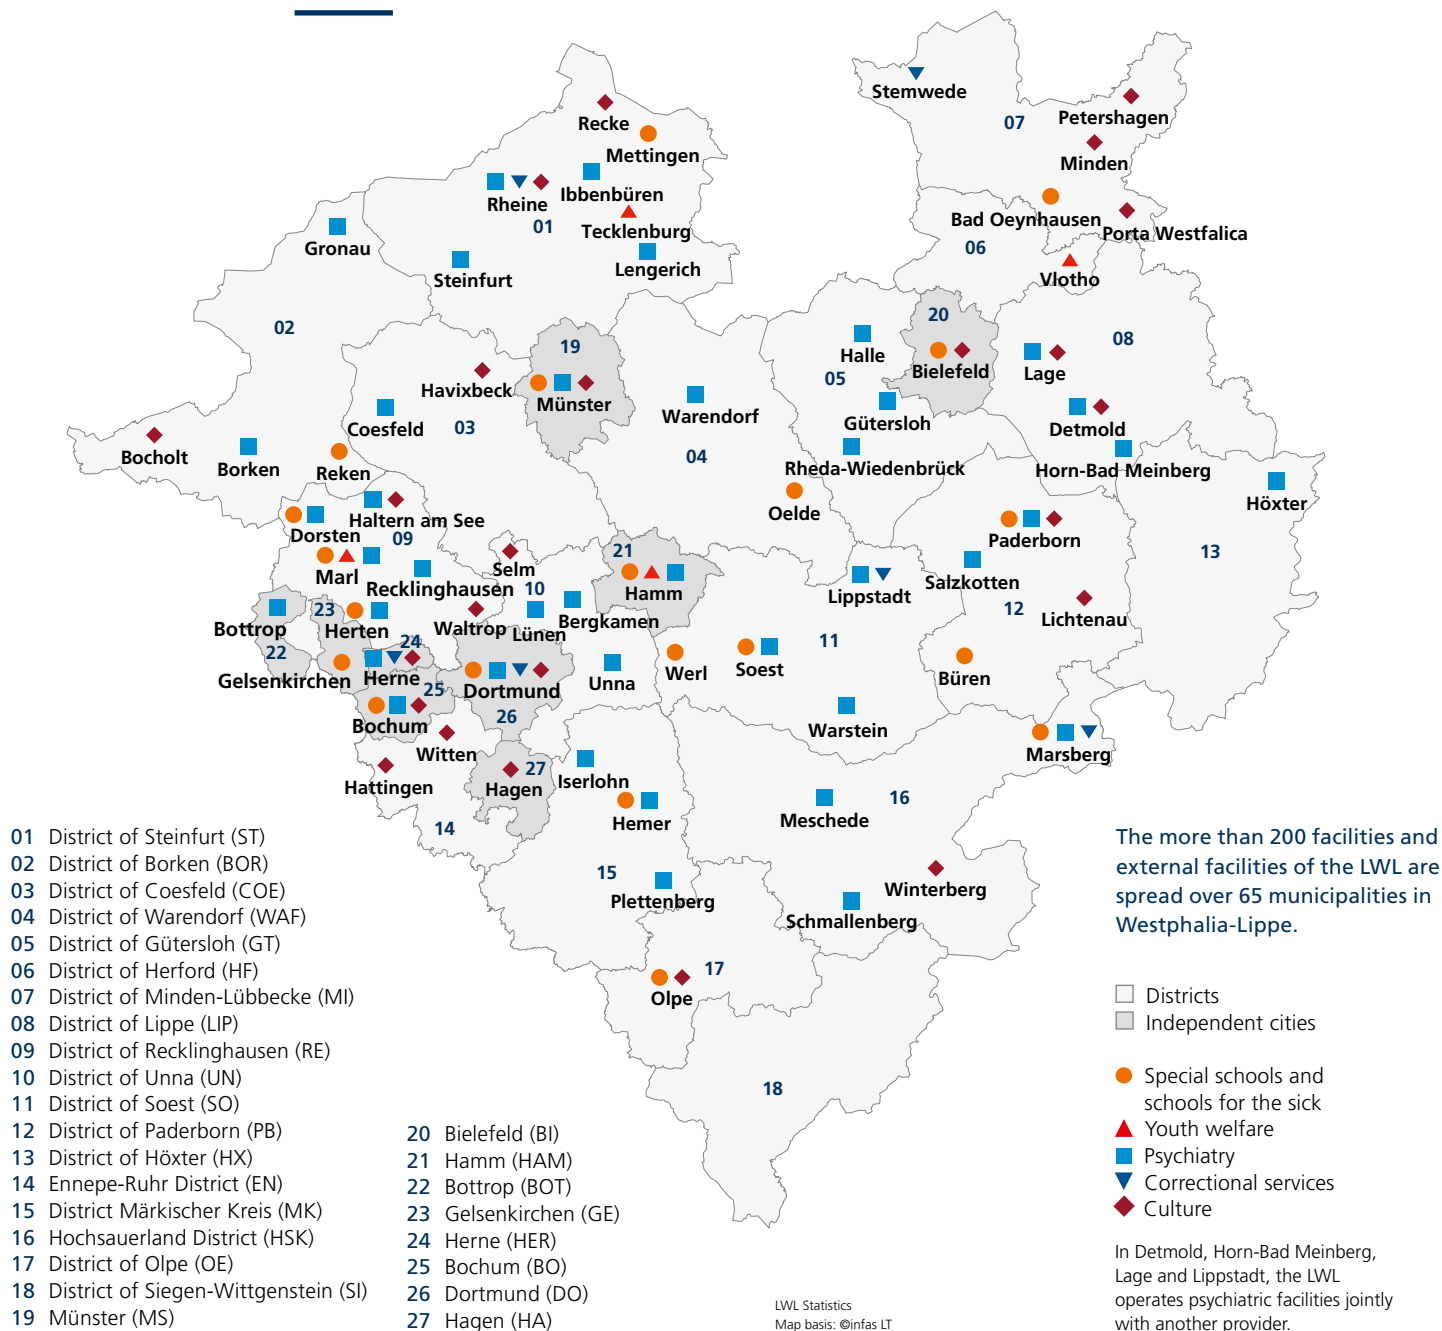 Stemwede
07
Petershagen
Minden
Recke
Mettingen
Rheine
Ibbenbüren
01
Tecklenburg
Bad Oeynhausen
Porta Westfalica
Gronau
Steinfurt
Lengerich
06
Vlotho
02
19
20
08
Halle
Havixbeck
05
Bielefeld
Lage
Münster
Coesfeld
03
Warendorf
Gütersloh
Detmold
Bocholt
Borken
Reken
04
Rheda-Wiedenbrück
Horn-Bad Meinberg
Höxter
Haltern am See
Oelde
Dorsten
09
Paderborn
13
Marl
Recklinghausen
Selm
21
10
Hamm
Lippstadt
Salzkotten
12
Lichtenau
Bottrop
23
Herten
Waltrop
Lünen
Bergkamen
11
22
24
Gelsenkirchen
Herne
25
Dortmund
Unna
Werl
Soest
Büren
Bochum
26
Warstein
Witten
Marsberg
Hattingen
Hagen
27
Iserlohn
Hemer
Meschede
16
14
15
Plettenberg
Winterberg
Schmallenberg
17
Olpe
18
01 District of Steinfurt (ST)
02 District of Borken (BOR)
03 District of Coesfeld (COE)
04 District of Warendorf (WAF)
05 District of Gütersloh (GT)
06 District of Herford (HF)
07 District of Minden-Lübbecke (MI)
08 District of Lippe (LIP)
09 District of Recklinghausen (RE)
10 District of Unna (UN)
11 District of Soest (SO)
12 District of Paderborn (PB)
13 District of Höxter (HX)
14 Ennepe-Ruhr District (EN)
15 District Märkischer Kreis (MK)
16 Hochsauerland District (HSK)
17 District of Olpe (OE)
18 District of Siegen-Wittgenstein (SI)
19 Münster (MS)
20 Bielefeld (BI)
21 Hamm (HAM)
22 Bottrop (BOT)
23 Gelsenkirchen (GE)
24 Herne (HER)
25 Bochum (BO)
26 Dortmund (DO)
27 Hagen (HA)
LWL Statistics
Map basis: ©infas LT
The more than 200 facilities and
external facilities of the LWL are
spread over 65 municipalities in
Westphalia-Lippe.
Districts
Independent cities
Special schools and
schools for the sick
Youth welfare
Psychiatry
Correctional services
Culture
In Detmold, Horn-Bad Meinberg,
Lage and Lippstadt, the LWL
operates psychiatric facilities jointly
with another provider.